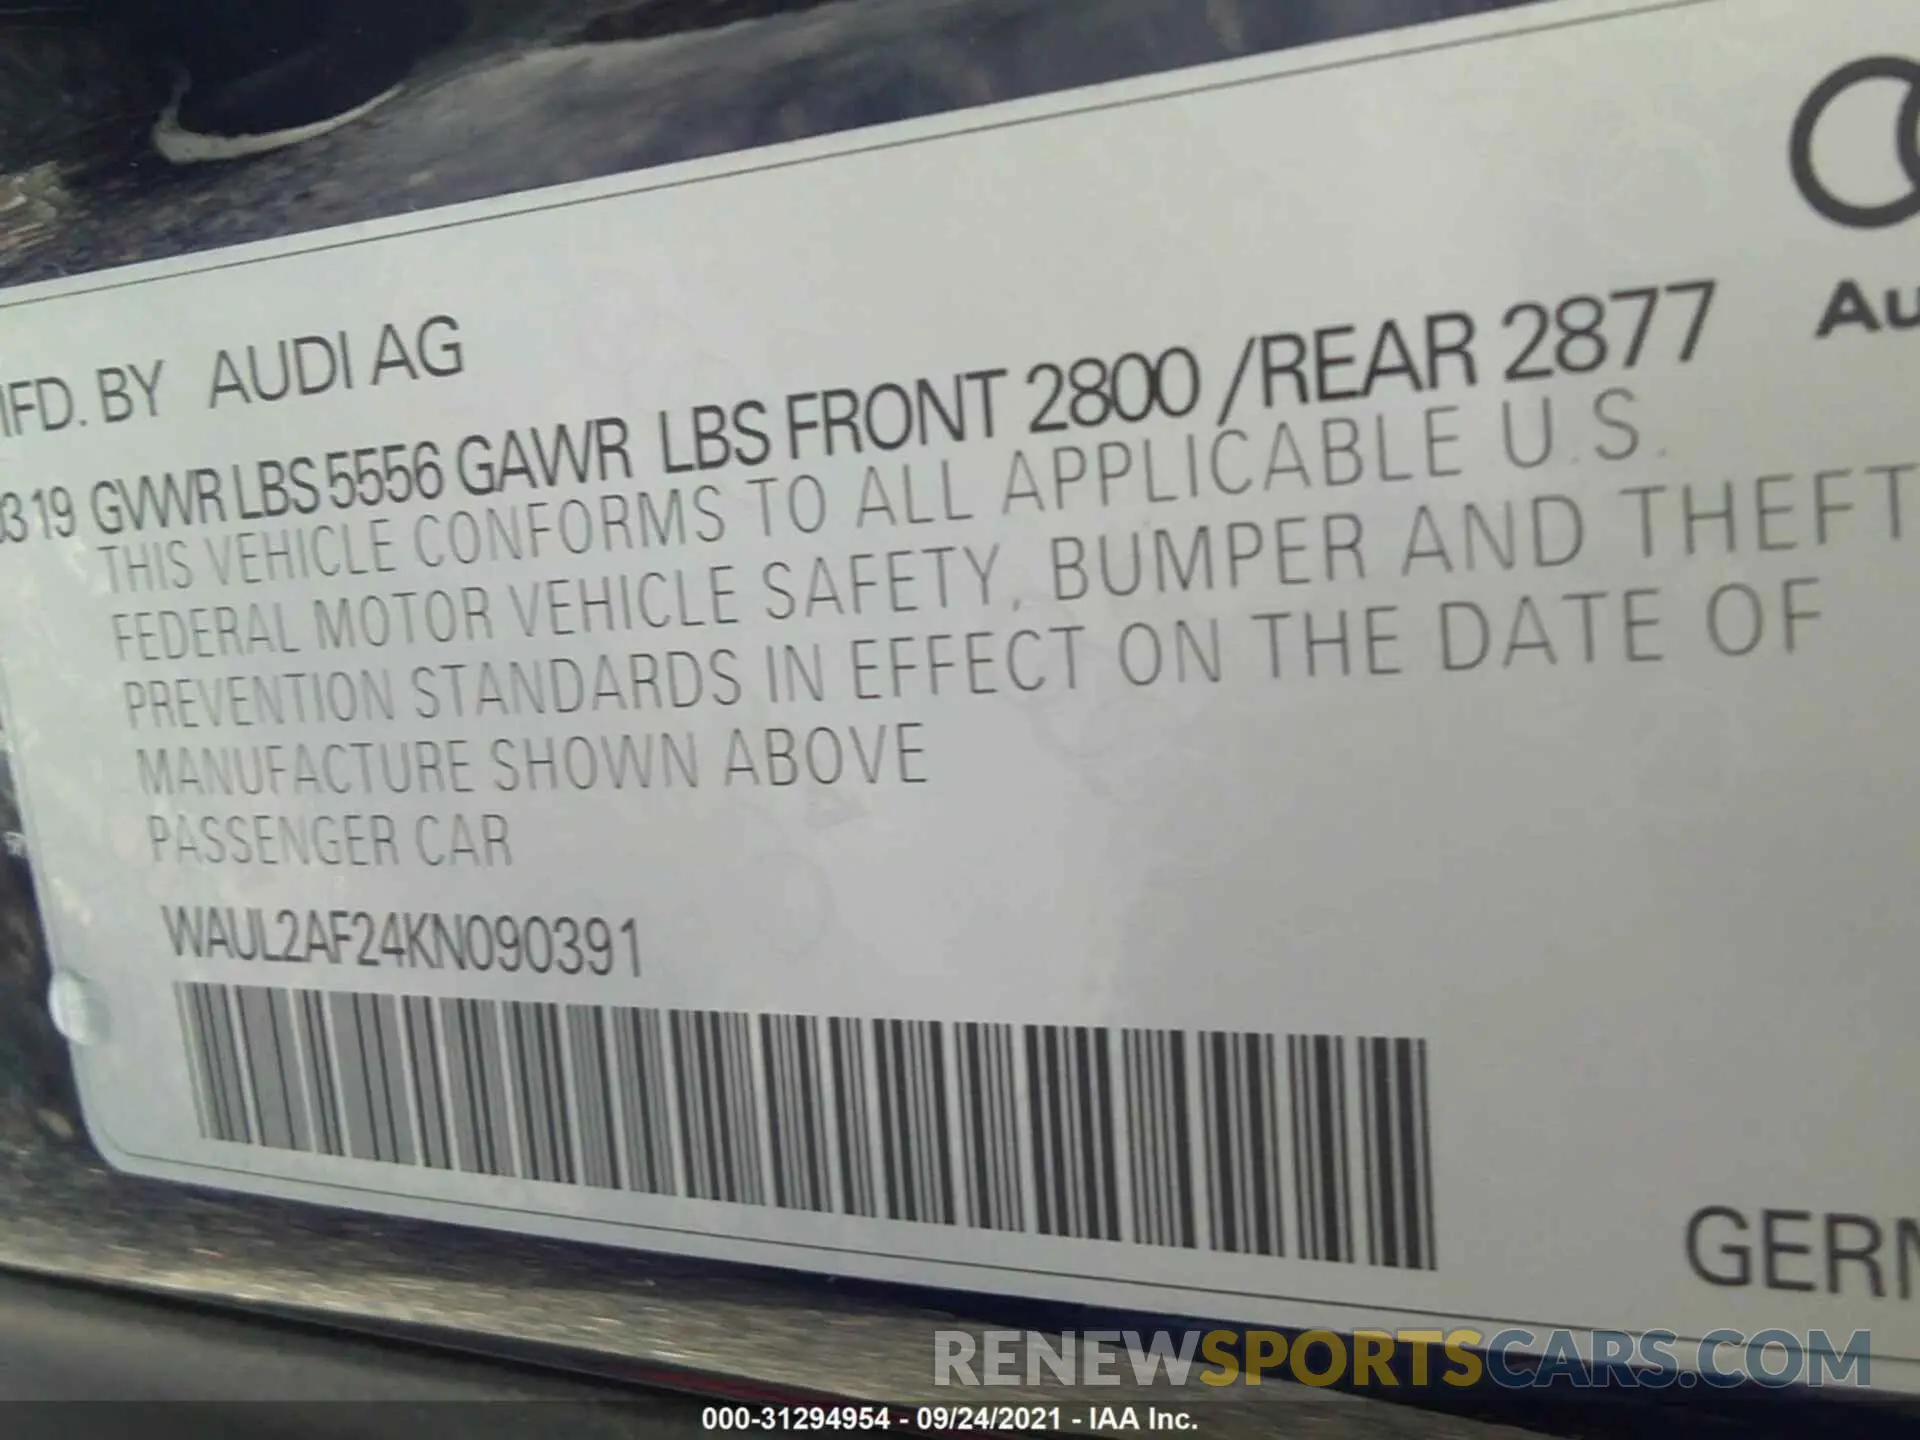 MFD. BY AUDI AG
0319 GVWR LBS 5556 GAWR LBS FRONT 2800 /REAR 2877
Au
THIS VEHICLE CONFORMS TO ALL APPLICABLE U.S.
FEDERAL MOTOR VEHICLE SAFETY, BUMPER AND THEFT
PREVENTION STANDARDS IN EFFECT ON THE DATE OF
MANUFACTURE SHOWN ABOVE
PASSENGER CAR
WAUL2AF24KN090391
GERM
RENEWSPORTSCARS.COM
000-31294954 - 09/24/2021 - IAA Inc.